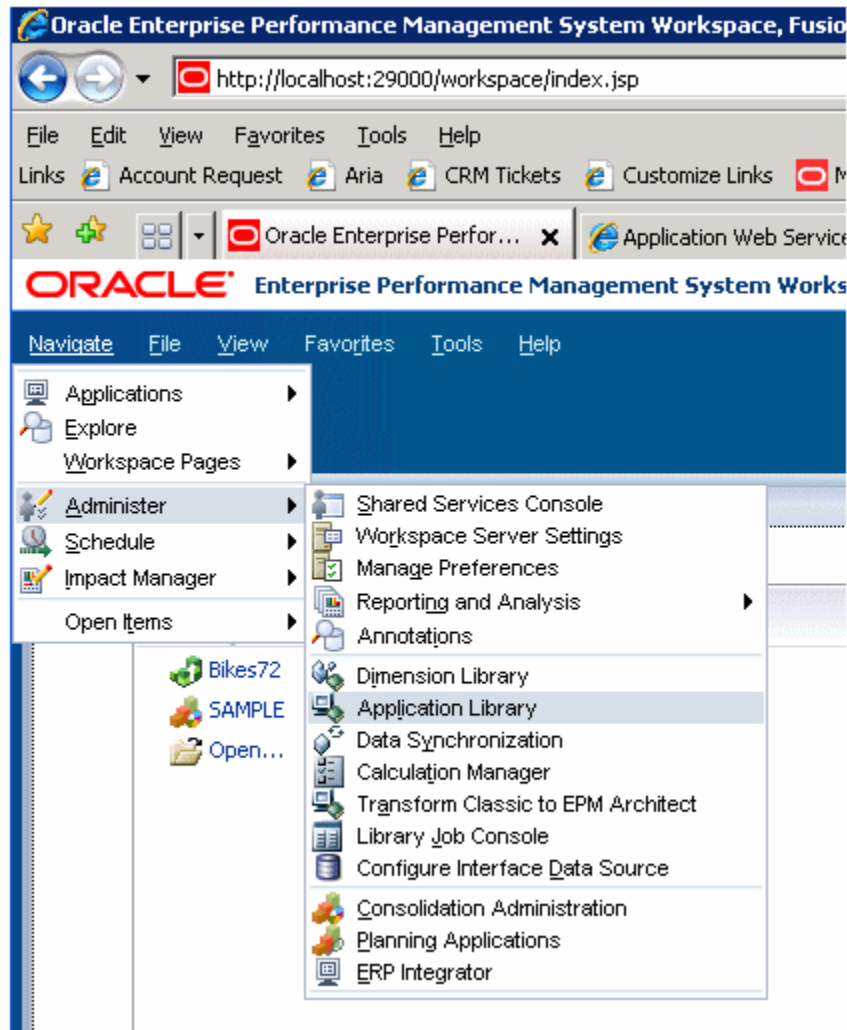 Oracle Enterprise Performance Management System Workspace, Fusio
http://localhost:29000/workspace/index.jsp
File Edit View Favorites Tools Help
Links Account Request Aria CRM Tickets Customize Links M
Oracle Enterprise Perfor... Application Web Service
ORACLE Enterprise Performance Management System Works
Navigate File View Favorites Tools Help
Applications
Explore
Workspace Pages
Administer
Schedule
Impact Manager
Open Items
Shared Services Console
Workspace Server Settings
Manage Preferences
Reporting and Analysis
Annotations
Dimension Library
Application Library
Data Synchronization
Calculation Manager
Transform Classic to EPM Architect
Library Job Console
Configure Interface Data Source
Consolidation Administration
Planning Applications
ERP Integrator
Bikes72
SAMPLE
Open...